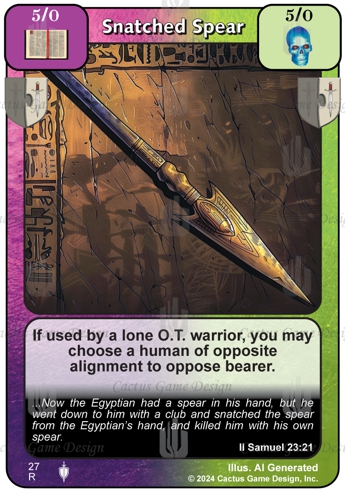 5/0
Snatched Spear
5/0
If used by a lone O.T. warrior, you may
choose a human of opposite
alignment to oppose bearer.
Cactus Game Design
...Now the Egyptian had a spear in his hand, but he
went down to him with a club and snatched the spear
from the Egyptian's hand, and killed him with his own
spear.
II Samuel 23:21
27
R
Illus. AI Generated
© 2024 Cactus Game Design, Inc.